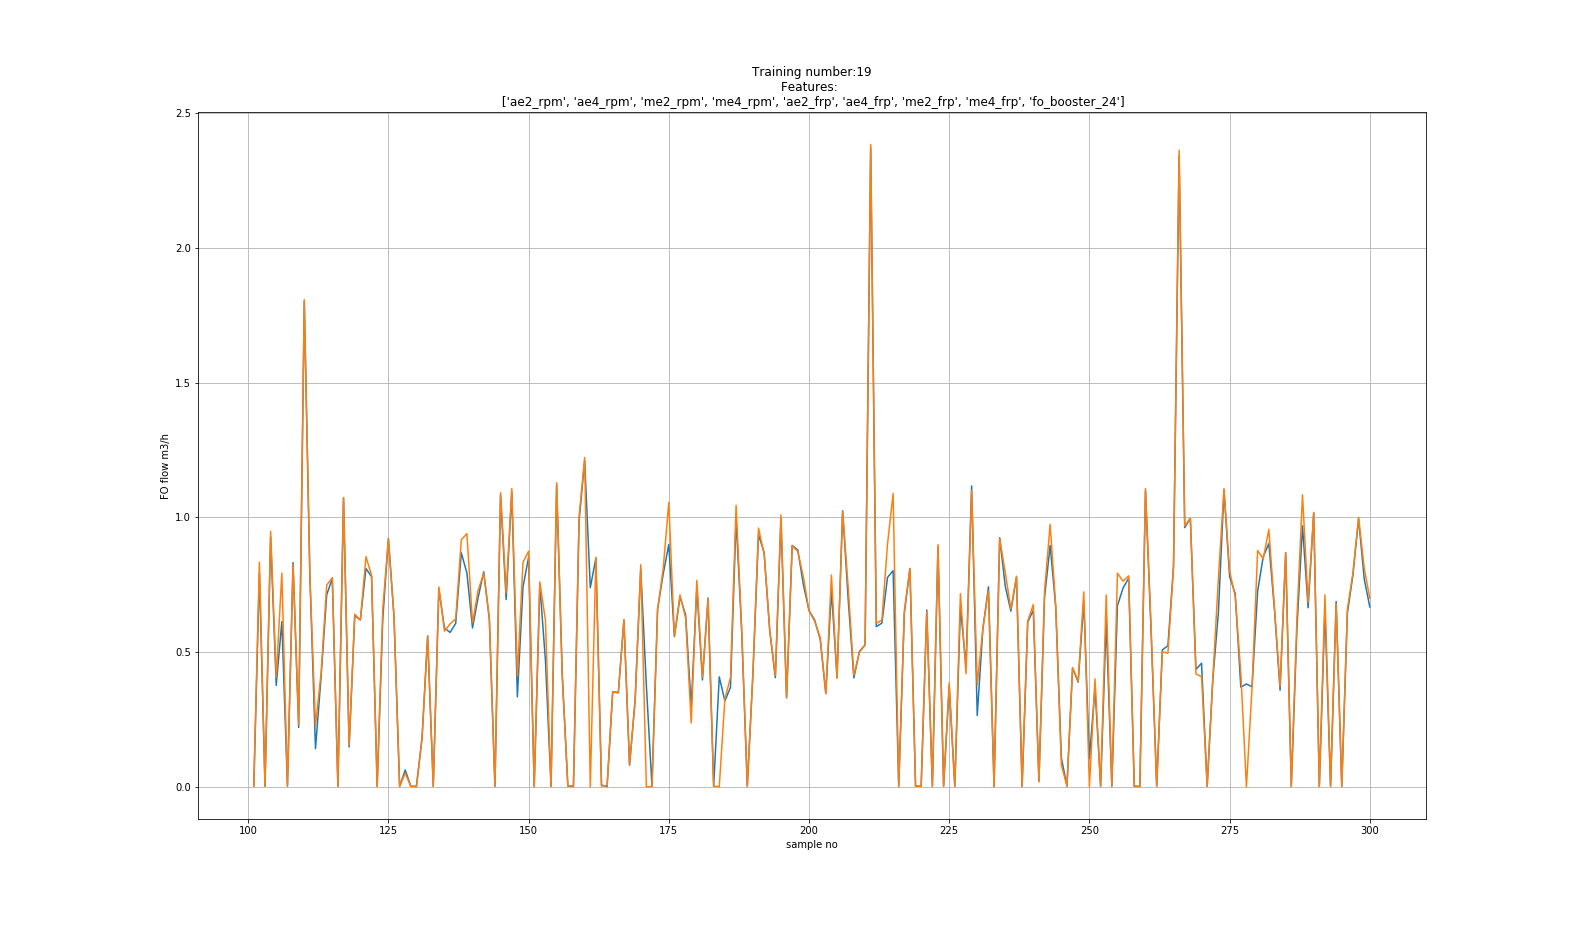 Training number:19
Features:
['ae2_rpm', 'ae4_rpm', 'me2_rpm', 'me4_rpm', 'ae2_frp', 'ae4_frp', 'me2_frp', 'me4_frp', 'fo_booster_24']
2.5
2.0
1.5
1.0
0.5
0.0
FO flow m3/h
100 125 150 175 200 225 250 275 300
sample no